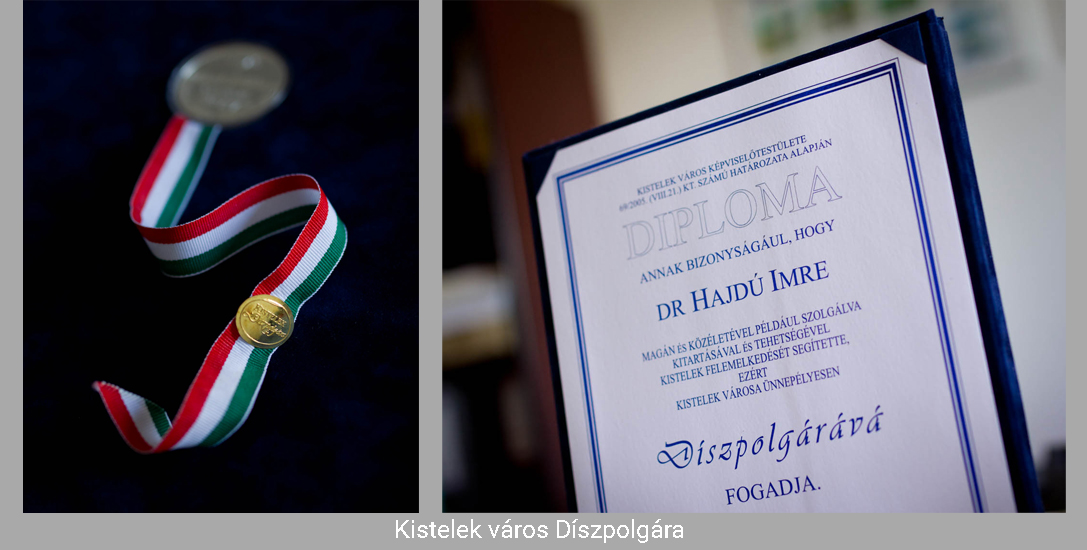 KISTELEK VÁROS KÉPVISELŐTESTÜLETE
69/2005. (VIII.21.) KT. SZÁMÚ HATÁROZATA ALAPJÁN
DIPLOMA
ANNAK BIZONYSÁGÁUL, HOGY
DR HAJDÚ IMRE
MAGÁN ÉS KÖZÉLETÉVEL PÉLDÁUL SZOLGÁLVA
KITARTÁSÁVAL ÉS TEHETSÉGÉVEL
KISTELEK FELEMELKEDÉSÉT SEGÍTETTE,
EZÉRT
KISTELEK VÁROSA ÜNNEPÉLYESEN
Díszpolgárává
FOGADJA.
Kistelek város Díszpolgára